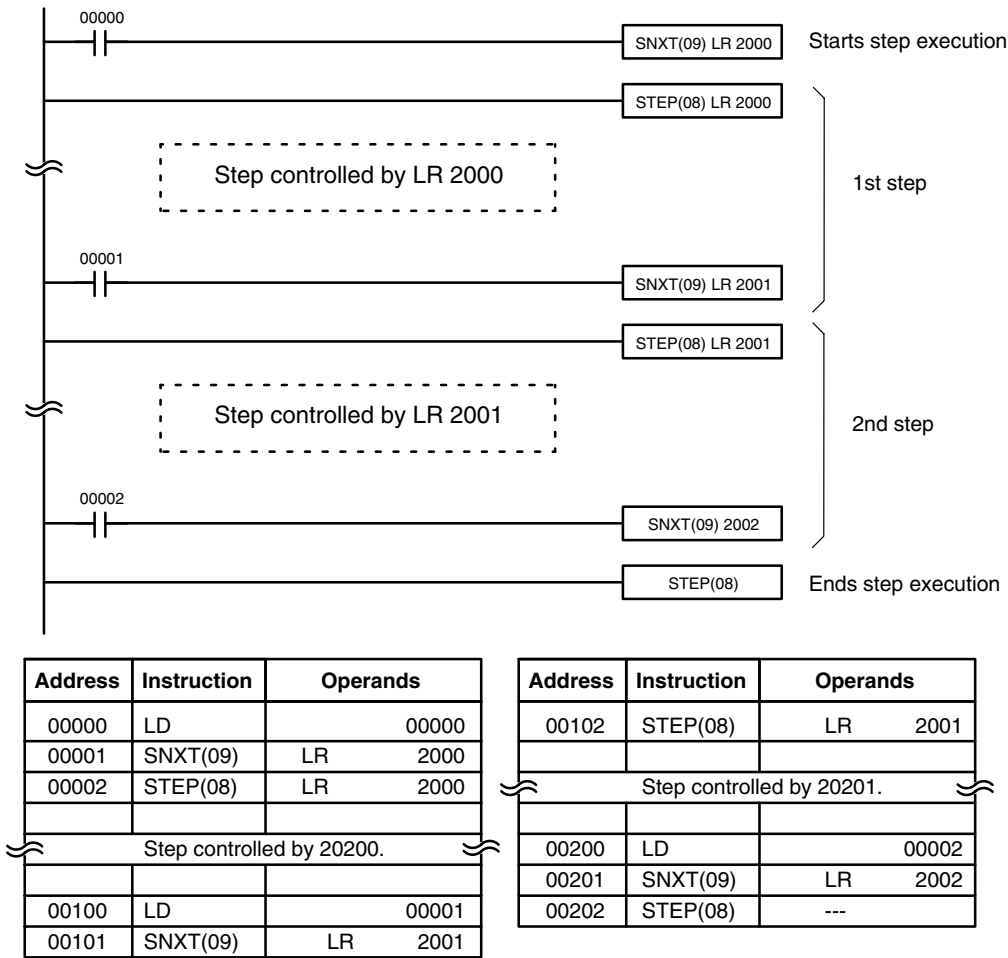 00000
SNXT(09) LR 2000 Starts step execution
STEP(08) LR 2000
Step controlled by LR 2000
1st step
00001
SNXT(09) LR 2001
STEP(08) LR 2001
Step controlled by LR 2001
2nd step
00002
SNXT(09) 2002
STEP(08) Ends step execution
Address Instruction Operands
00000 LD 00000
00001 SNXT(09) LR 2000
00002 STEP(08) LR 2000
Step controlled by 20200.
00100 LD 00001
00101 SNXT(09) LR 2001
Address Instruction Operands
00102 STEP(08) LR 2001
Step controlled by 20201.
00200 LD 00002
00201 SNXT(09) LR 2002
00202 STEP(08) ---